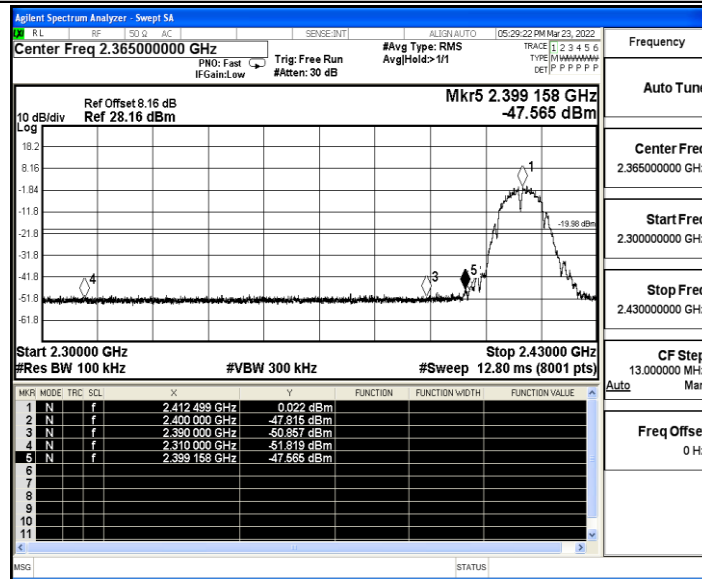 Agilent Spectrum Analyzer - Swept SA
RL RF 50 Ω AC SENSE:INT ALIGN AUTO 05:29:22 PM Mar 23, 2022
Center Freq 2.365000000 GHz
PNO: Fast
IFGain:Low
Trig: Free Run
#Atten: 30 dB
#Avg Type: RMS
Avg|Hold:>1/1
TRACE 1 2 3 4 5 6
TYPE M WWWWW
DET P P P P P P
Mkr5 2.399 158 GHz
-47.565 dBm
Ref Offset 8.16 dB
10 dB/div Ref 28.16 dBm
Log
18.2
8.16
-1.84
-11.8
-21.8
-31.8
-41.8
-51.8
-61.8
1
-19.98 dBm
4
3
5
Start 2.30000 GHz Stop 2.43000 GHz
#Res BW 100 kHz #VBW 300 kHz #Sweep 12.80 ms (8001 pts)
MKR MODE TRC SCL X Y FUNCTION FUNCTION WIDTH FUNCTION VALUE
1 N f 2.412 499 GHz 0.022 dBm
2 N f 2.400 000 GHz -47.815 dBm
3 N f 2.390 000 GHz -50.857 dBm
4 N f 2.310 000 GHz -51.819 dBm
5 N f 2.399 158 GHz -47.565 dBm
6
7
8
9
10
11
MSG STATUS
Frequency
Auto Tune
Center Freq
2.365000000 GHz
Start Freq
2.300000000 GHz
Stop Freq
2.430000000 GHz
CF Step
13.000000 MHz
Auto Man
Freq Offset
0 Hz